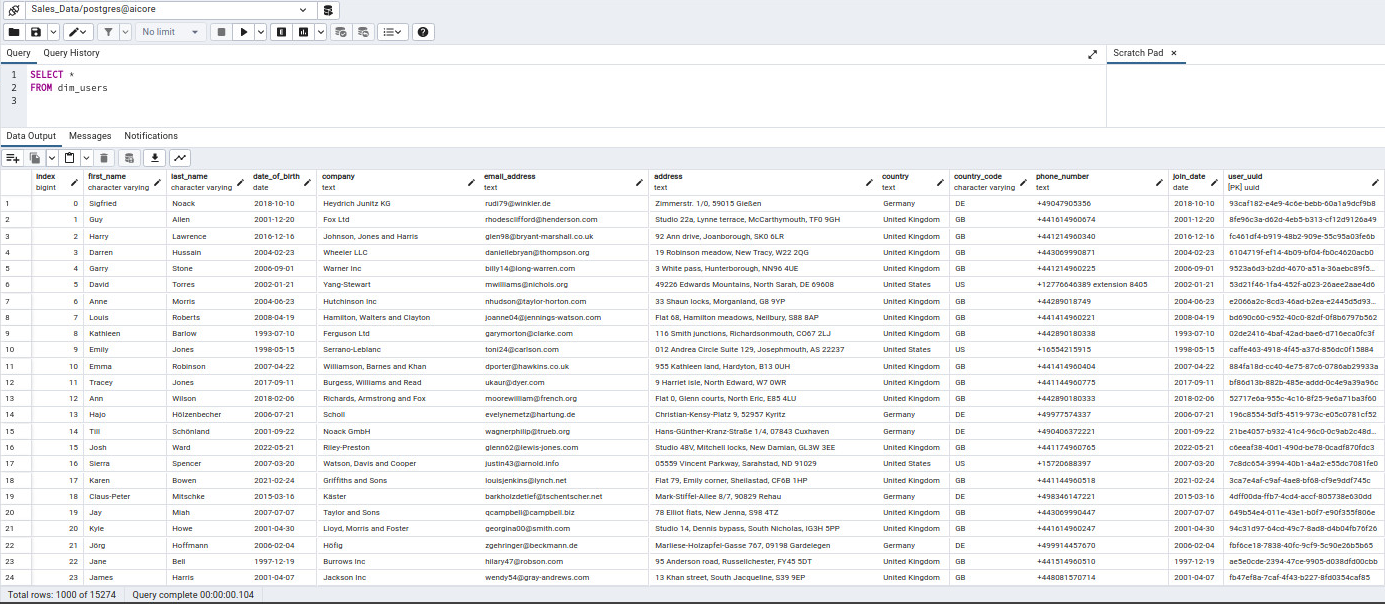 Sales_Data/postgres@aicore
No limit
Query Query History Scratch Pad ×
1 SELECT *
2 FROM dim_users
3
Data Output Messages Notifications
index first_name last_name date_of_birth company email_address address country country_code phone_number join_date user_uuid
bigint character varying character varying date text text text text character varying text date [PK] uuid
1 0 Sigfried Noack 2018-10-10 Heydrich Junitz KG rudi79@winkler.de Zimmerstr. 1/0, 59015 Gießen Germany DE +49047905356 2018-10-10 93caf182-e4e9-4c6e-bebb-60a1a9dcf9b8
2 1 Guy Allen 2001-12-20 Fox Ltd rhodesclifford@henderson.com Studio 22a, Lynne terrace, McCarthymouth, TF0 9GH United Kingdom GB +441614960674 2001-12-20 8fe96c3a-d62d-4eb5-b313-cf12d9126a49
3 2 Harry Lawrence 2016-12-16 Johnson, Jones and Harris glen98@bryant-marshall.co.uk 92 Ann drive, Joanborough, SK0 6LR United Kingdom GB +441214960340 2016-12-16 fc461df4-b919-48b2-909e-55c95a03fe6b
4 3 Darren Hussain 2004-02-23 Wheeler LLC daniellebryan@thompson.org 19 Robinson meadow, New Tracy, W22 2QG United Kingdom GB +443069990871 2004-02-23 6104719f-ef14-4b09-bf04-fb0c4620acb0
5 4 Garry Stone 2006-09-01 Warner Inc billy14@long-warren.com 3 White pass, Hunterborough, NN96 4UE United Kingdom GB +441214960225 2006-09-01 9523a6d3-b2dd-4670-a51a-36aebc89f5...
6 5 David Torres 2002-01-21 Yang-Stewart mwilliams@nichols.org 49226 Edwards Mountains, North Sarah, DE 69608 United States US +12776646389 extension 8405 2002-01-21 53d21f46-1fa4-452f-a023-26aee2aae4d6
7 6 Anne Morris 2004-06-23 Hutchinson Inc nhudson@taylor-horton.com 33 Shaun locks, Morganland, G8 9YP United Kingdom GB +44289018749 2004-06-23 e2066a2c-8cd3-46ad-b2ea-e2445d5d93...
8 7 Louis Roberts 2008-04-19 Hamilton, Walters and Clayton joanne04@jennings-watson.com Flat 68, Hamilton meadows, Neilbury, S88 8AP United Kingdom GB +441414960221 2008-04-19 bd690c60-c952-40c0-82df-0f8b6797b562
9 8 Kathleen Barlow 1993-07-10 Ferguson Ltd garymorton@clarke.com 116 Smith junctions, Richardsonmouth, CO67 2LJ United Kingdom GB +442890180338 1993-07-10 02de2416-4baf-42ad-bae6-d716eca0fc3f
10 9 Emily Jones 1998-05-15 Serrano-Leblanc toni24@carlson.com 012 Andrea Circle Suite 129, Josephmouth, AS 22237 United States US +16554215915 1998-05-15 caffe463-4918-4f45-a37d-856dc0f15884
11 10 Emma Robinson 2007-04-22 Williamson, Barnes and Khan dporter@hawkins.co.uk 955 Kathleen land, Hardyton, B13 0UH United Kingdom GB +441414960404 2007-04-22 884fa18d-cc40-4e75-87c6-0786ab29933a
12 11 Tracey Jones 2017-09-11 Burgess, Williams and Read ukaur@dyer.com 9 Harriet isle, North Edward, W7 0WR United Kingdom GB +441144960775 2017-09-11 bf86d13b-882b-485e-addd-0c4e9a39a96c
13 12 Ann Wilson 2018-02-06 Richards, Armstrong and Fox moorewilliam@french.org Flat 0, Glenn courts, North Eric, E85 4LU United Kingdom GB +442890180333 2018-02-06 52717e6a-955c-4c16-8f25-9e6a71ba3f60
14 13 Hajo Hölzenbecher 2006-07-21 Scholl evelynemetz@hartung.de Christian-Kensy-Platz 9, 52957 Kyritz Germany DE +49977574337 2006-07-21 196c8554-5df5-4519-973c-e05c0781cf52
15 14 Till Schönland 2001-09-22 Noack GmbH wagnerphilip@trueb.org Hans-Günther-Kranz-Straße 1/4, 07843 Cuxhaven Germany DE +490406372221 2001-09-22 21be4057-b932-41c4-96c0-0c9ab2c48d...
16 15 Josh Ward 2022-05-21 Riley-Preston glenn62@lewis-jones.com Studio 48V, Mitchell locks, New Damian, GL3W 3EE United Kingdom GB +441174960765 2022-05-21 c6eeaf38-40d1-490d-be78-0cadf870fdc3
17 16 Sierra Spencer 2007-03-20 Watson, Davis and Cooper justin43@arnold.info 05559 Vincent Parkway, Sarahstad, ND 91029 United States US +15720688397 2007-03-20 7c8dc654-3994-40b1-a4a2-e55dc7081fe0
18 17 Karen Bowen 2021-02-24 Griffiths and Sons louisjenkins@lynch.net Flat 79, Emily corner, Sheilastad, CF6B 1HP United Kingdom GB +441144960518 2021-02-24 3ca7e4af-c9af-4ae8-bf68-cf9e9ddf745c
19 18 Claus-Peter Mitschke 2015-03-16 Käster barkholzdetlef@tschentscher.net Mark-Stiffel-Allee 8/7, 90829 Rehau Germany DE +498346147221 2015-03-16 4dff00da-ffb7-4cd4-accf-805738e630dd
20 19 Jay Miah 2007-07-07 Taylor and Sons qcampbell@campbell.biz 78 Elliot flats, New Jenna, S98 4TZ United Kingdom GB +443069990447 2007-07-07 649b54e4-011e-43e1-b0f7-e90f355f806e
21 20 Kyle Howe 2001-04-30 Lloyd, Morris and Foster georgina00@smith.com Studio 14, Dennis bypass, South Nicholas, IG3H 5PP United Kingdom GB +441614960247 2001-04-30 94c31d97-64cd-49c7-8ad8-d4b04fb76f26
22 21 Jörg Hoffmann 2006-02-04 Höfig zgehringer@beckmann.de Marliese-Holzapfel-Gasse 767, 09198 Gardelegen Germany DE +499914457670 2006-02-04 fbf6ce18-7838-40fc-9cf9-5c90e26b5b65
23 22 Jane Bell 1997-12-19 Burrows Inc hilary47@robson.com 95 Anderson road, Russellchester, FY45 5DT United Kingdom GB +441514960510 1997-12-19 ae5e0cde-2394-47ce-9905-d038dfd00cbb
24 23 James Harris 2001-04-07 Jackson Inc wendy54@gray-andrews.com 13 Khan street, South Jacqueline, S39 9EP United Kingdom GB +448081570714 2001-04-07 fb47ef8a-7caf-4f43-b227-8fd0354caf85
Total rows: 1000 of 15274 Query complete 00:00:00.104